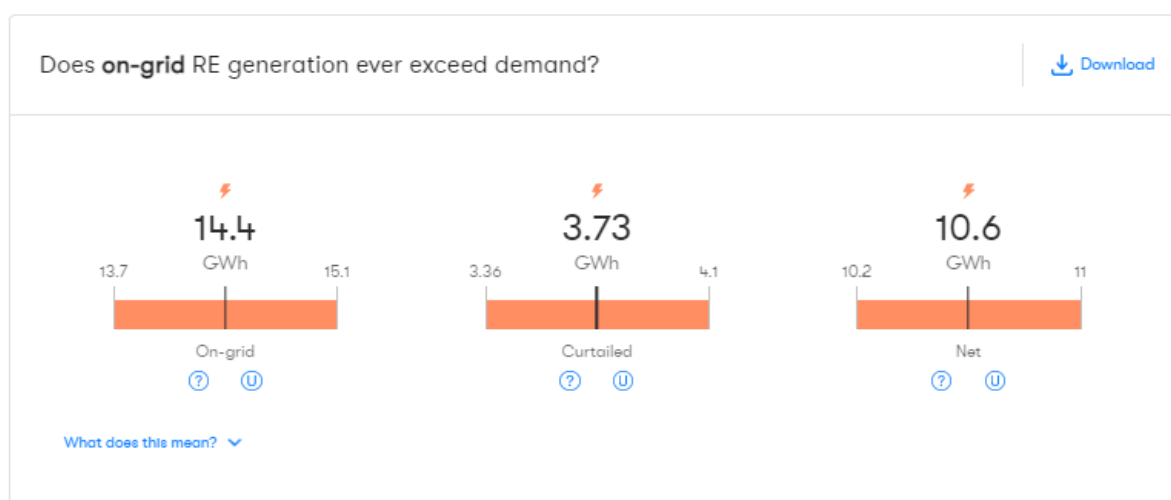 Does on-grid RE generation ever exceed demand?
Download
14.4
GWh
13.7
15.1
On-grid
? U
3.73
GWh
3.36
4.1
Curtailed
? U
10.6
GWh
10.2
11
Net
? U
What does this mean?